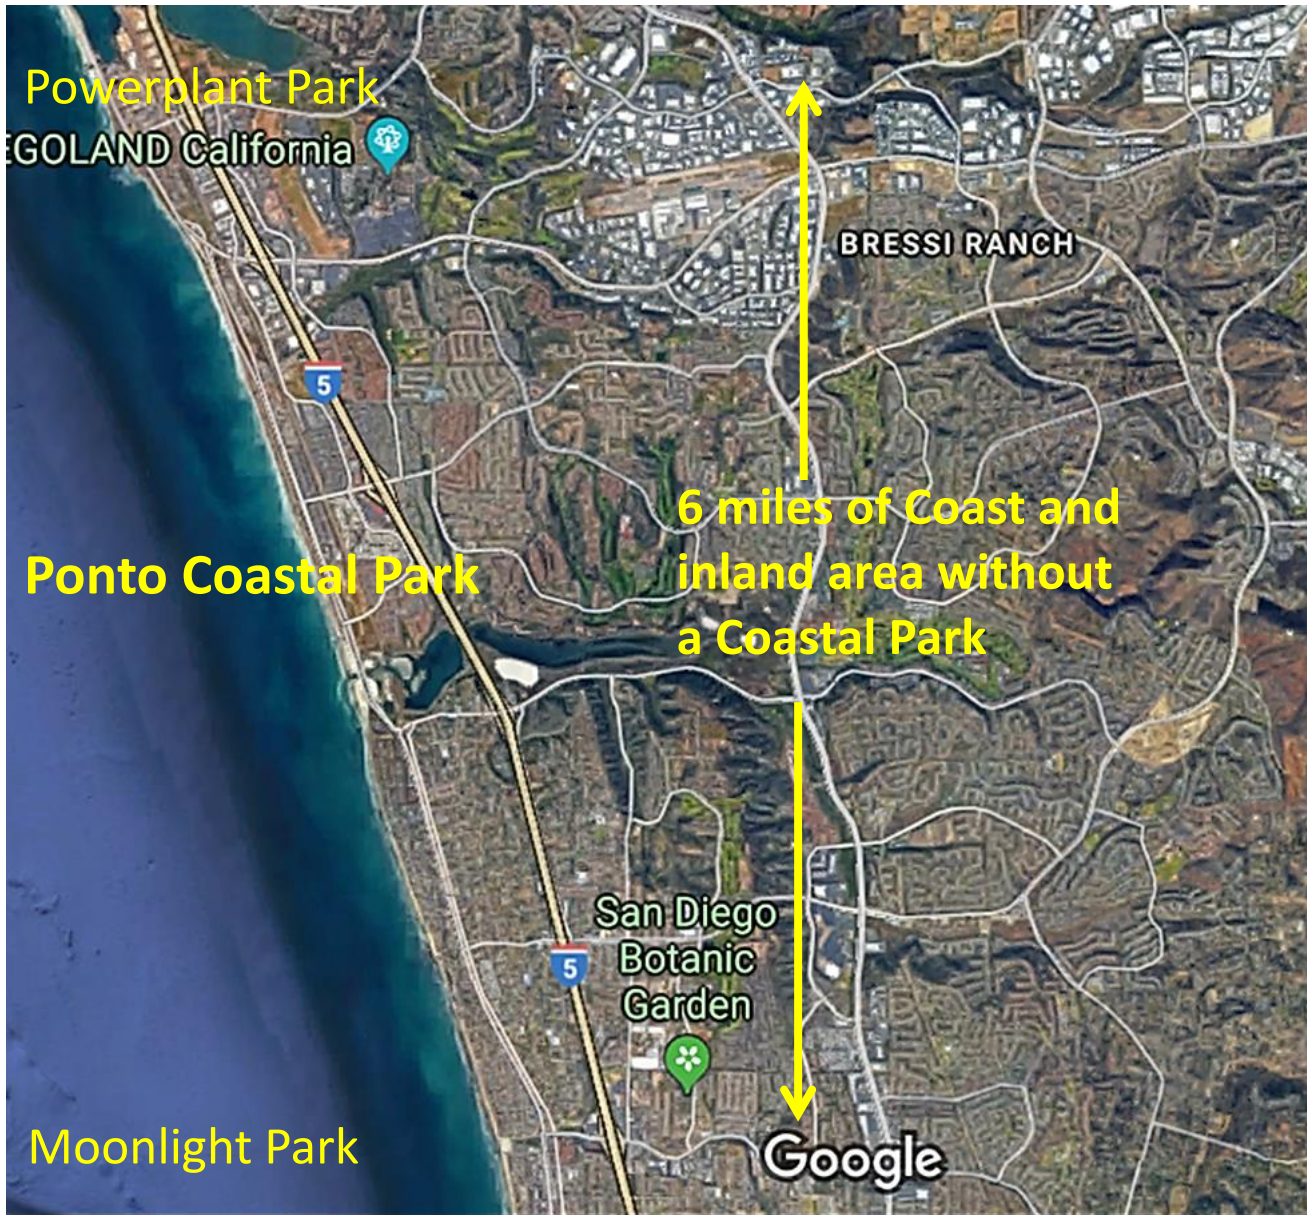 Powerplant Park
EGOLAND California
BRESSI RANCH
5
6 miles of Coast and
inland area without
a Coastal Park
Ponto Coastal Park
San Diego
Botanic
Garden
5
Moonlight Park
Google